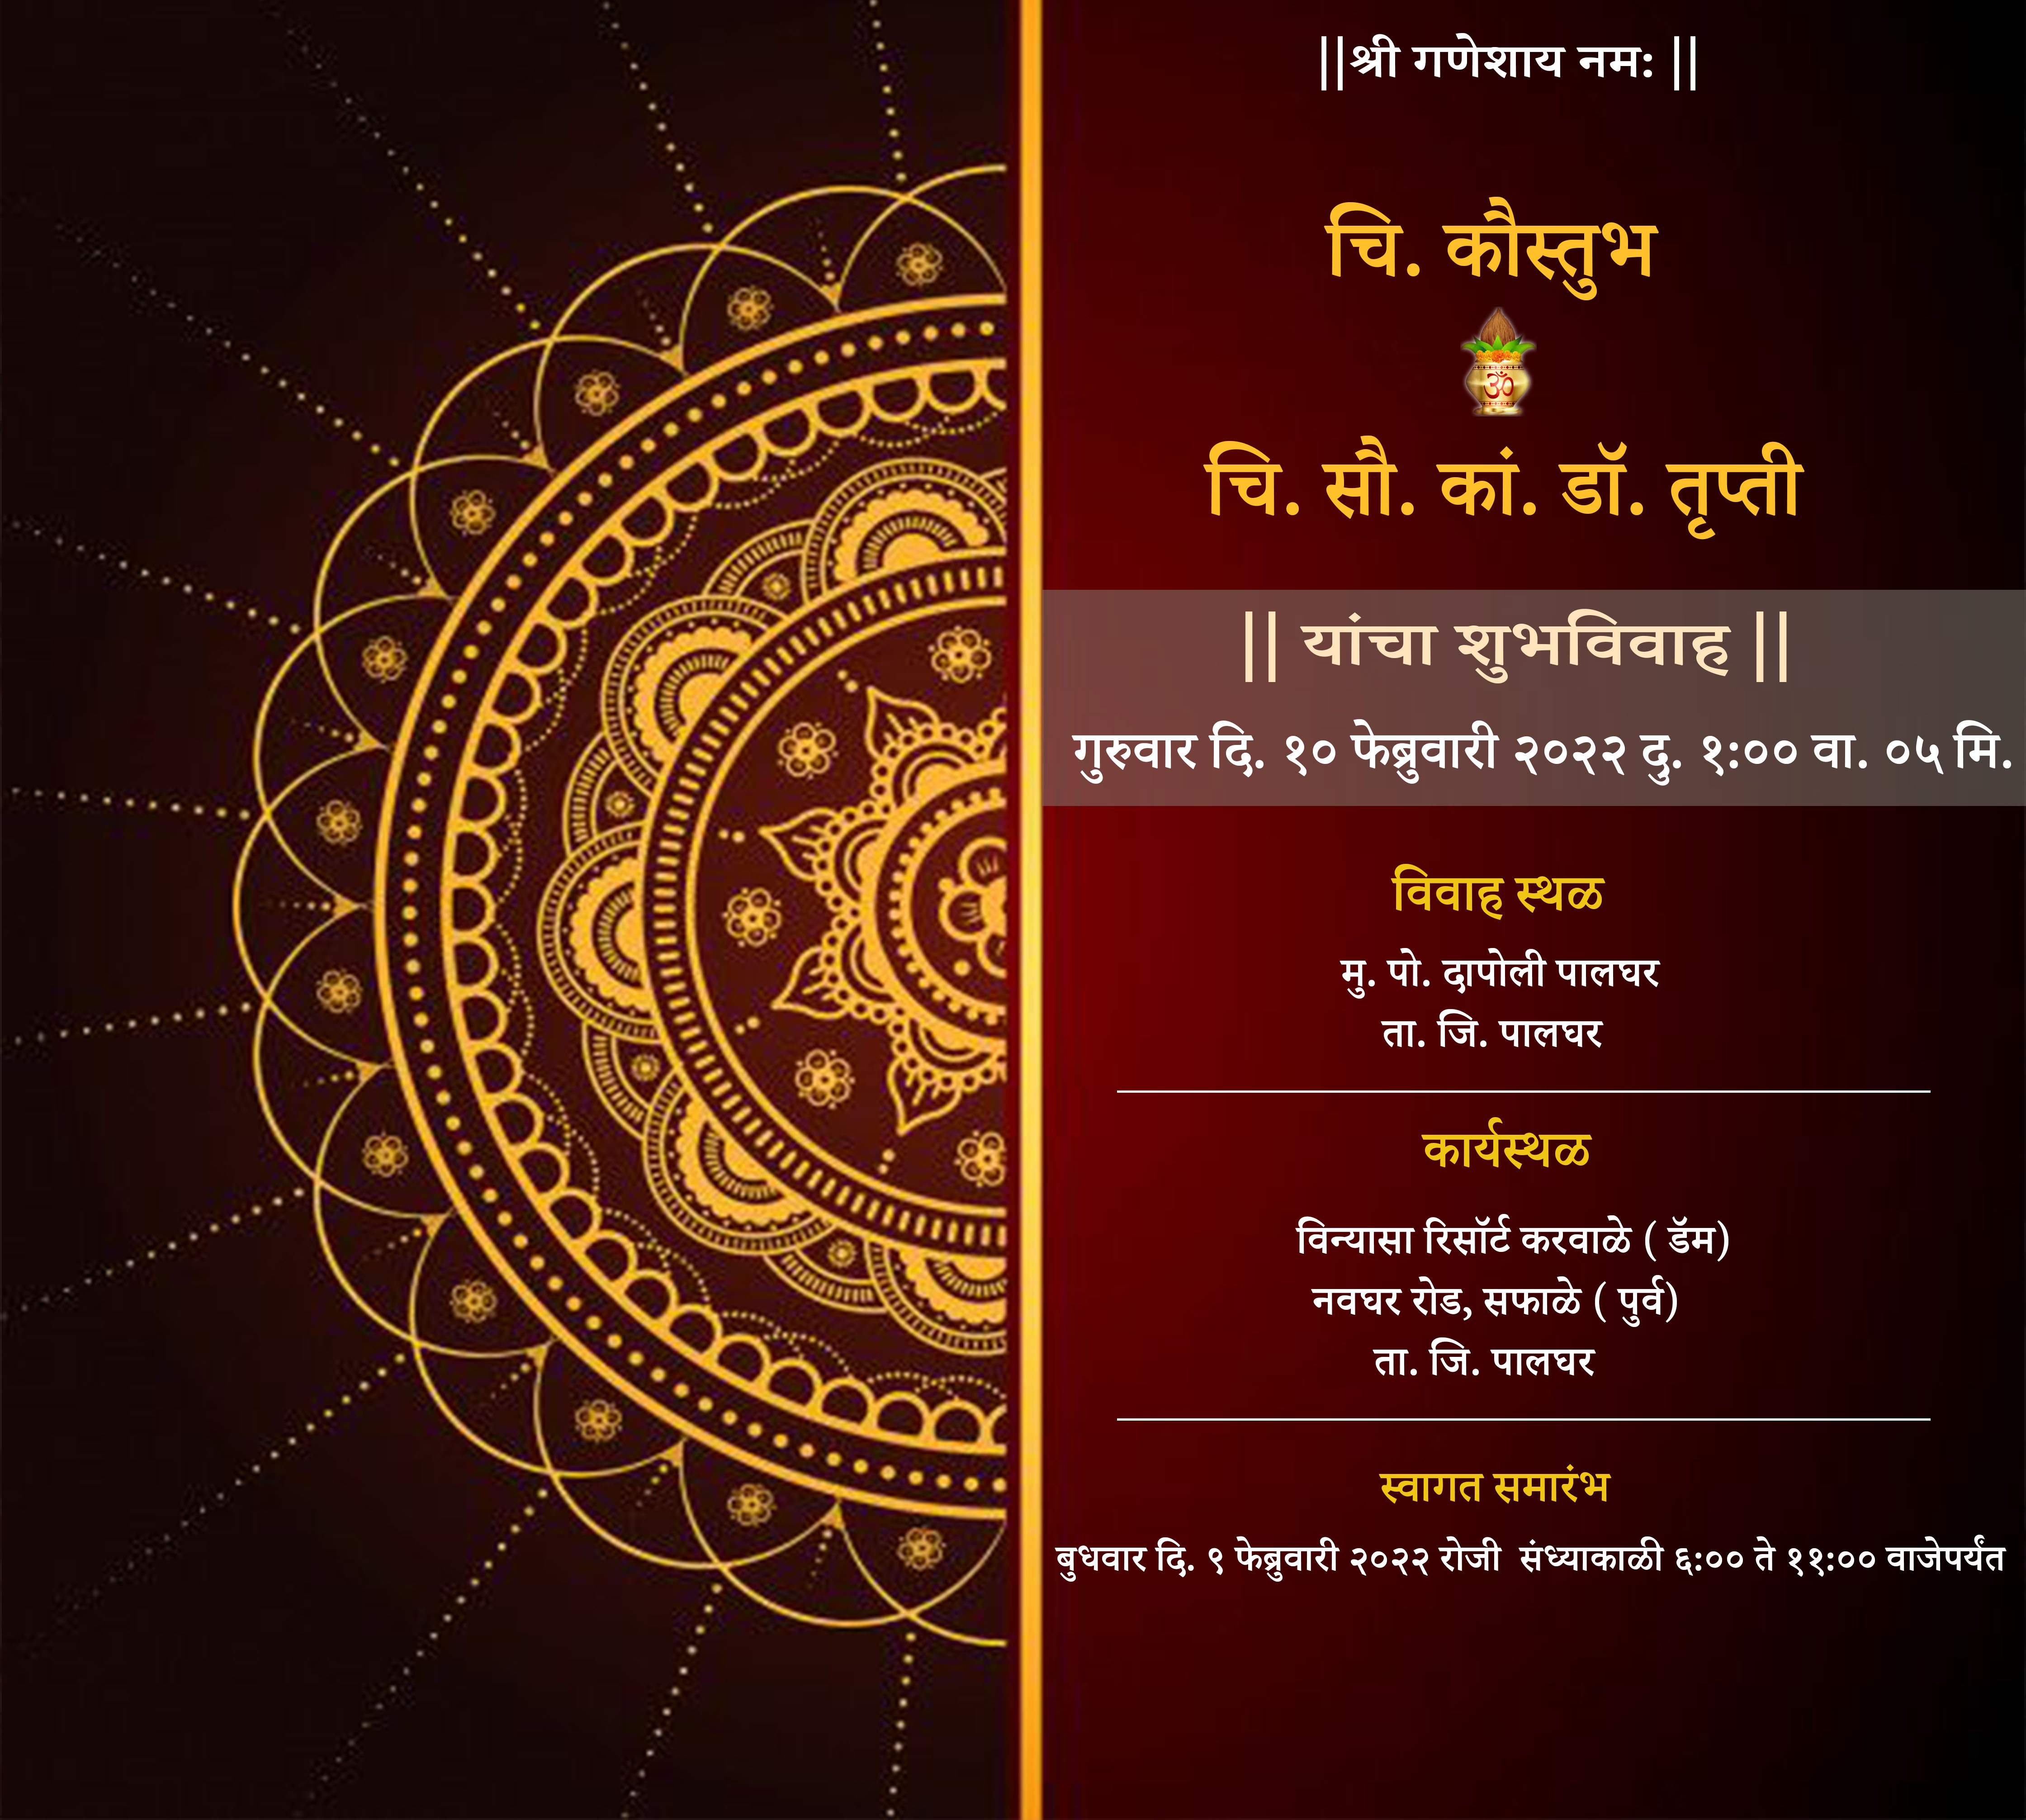 ||श्री गणेशाय नम: ||
चि. कौस्तुभ
ॐ
चि. सौ. कां. डॉ. तृप्ती
|| यांचा शुभविवाह ||
गुरुवार दि. १० फेब्रुवारी २०२२ दु. १:०० वा. ०५ मि.
विवाह स्थळ
मु. पो. दापोली पालघर
ता. जि. पालघर
कार्यस्थळ
विन्यासा रिसॉर्ट करवाळे ( डॅम)
नवघर रोड, सफाळे ( पुर्व)
ता. जि. पालघर
स्वागत समारंभ
बुधवार दि. ९ फेब्रुवारी २०२२ रोजी  संध्याकाळी ६:०० ते ११:०० वाजेपर्यंत